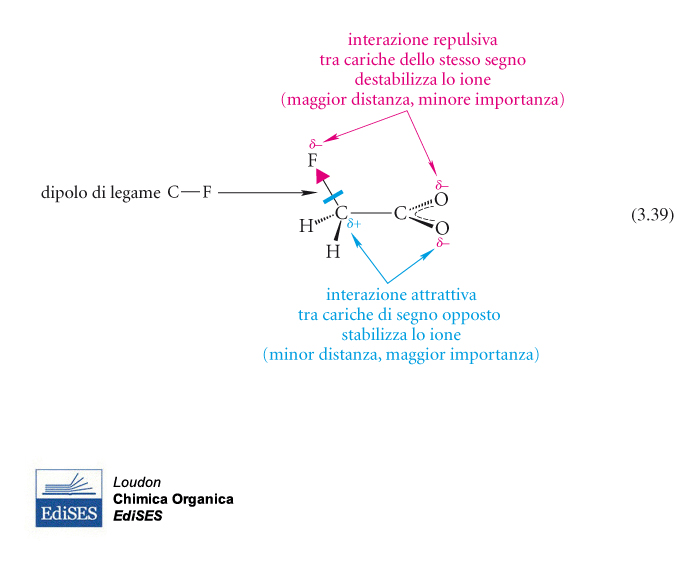 interazione repulsiva
tra cariche dello stesso segno
destabilizza lo ione
(maggior distanza, minore importanza)
δ–
F
δ–
dipolo di legame C—F
O
H
C
δ+
C
(3.39)
O
δ–
H
interazione attrattiva
tra cariche di segno opposto
stabilizza lo ione
(minor distanza, maggior importanza)
EdiSES
Loudon
Chimica Organica
EdiSES